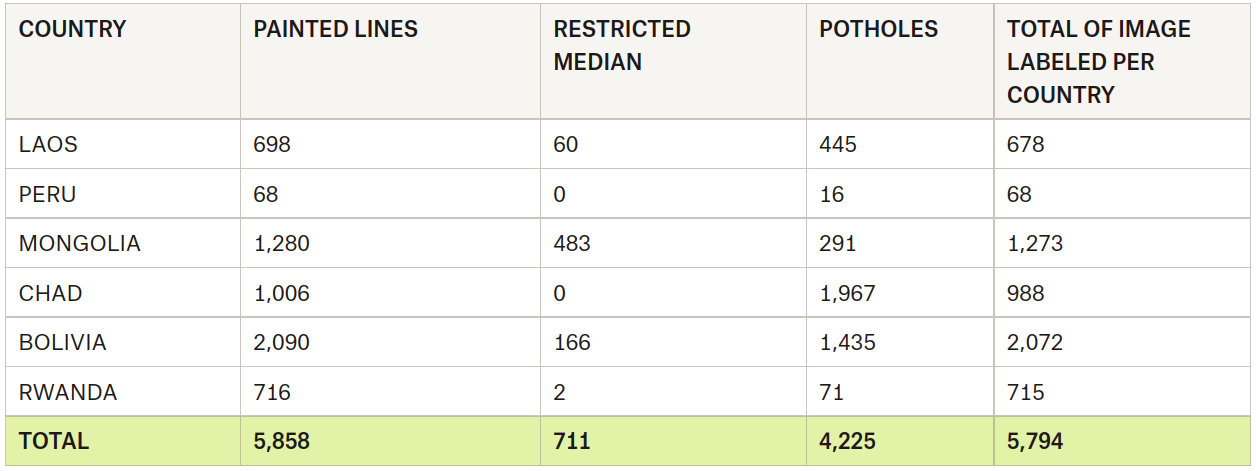 COUNTRY PAINTED LINES RESTRICTED MEDIAN POTHOLES TOTAL OF IMAGE LABELED PER COUNTRY
LAOS 698 60 445 678
PERU 68 0 16 68
MONGOLIA 1,280 483 291 1,273
CHAD 1,006 0 1,967 988
BOLIVIA 2,090 166 1,435 2,072
RWANDA 716 2 71 715
TOTAL 5,858 711 4,225 5,794